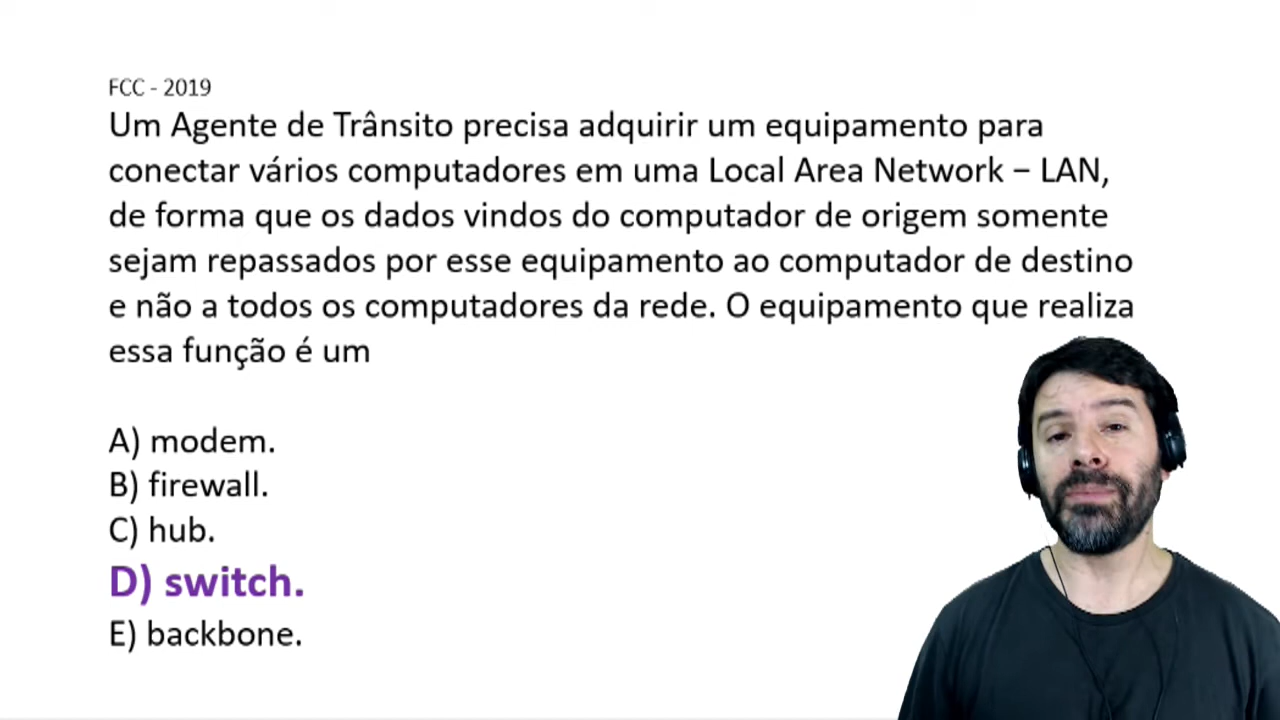 FCC - 2019
Um Agente de Trânsito precisa adquirir um equipamento para
conectar vários computadores em uma Local Area Network − LAN,
de forma que os dados vindos do computador de origem somente
sejam repassados por esse equipamento ao computador de destino
e não a todos os computadores da rede. O equipamento que realiza
essa função é um
A) modem.
B) firewall.
C) hub.
D) switch.
E) backbone.